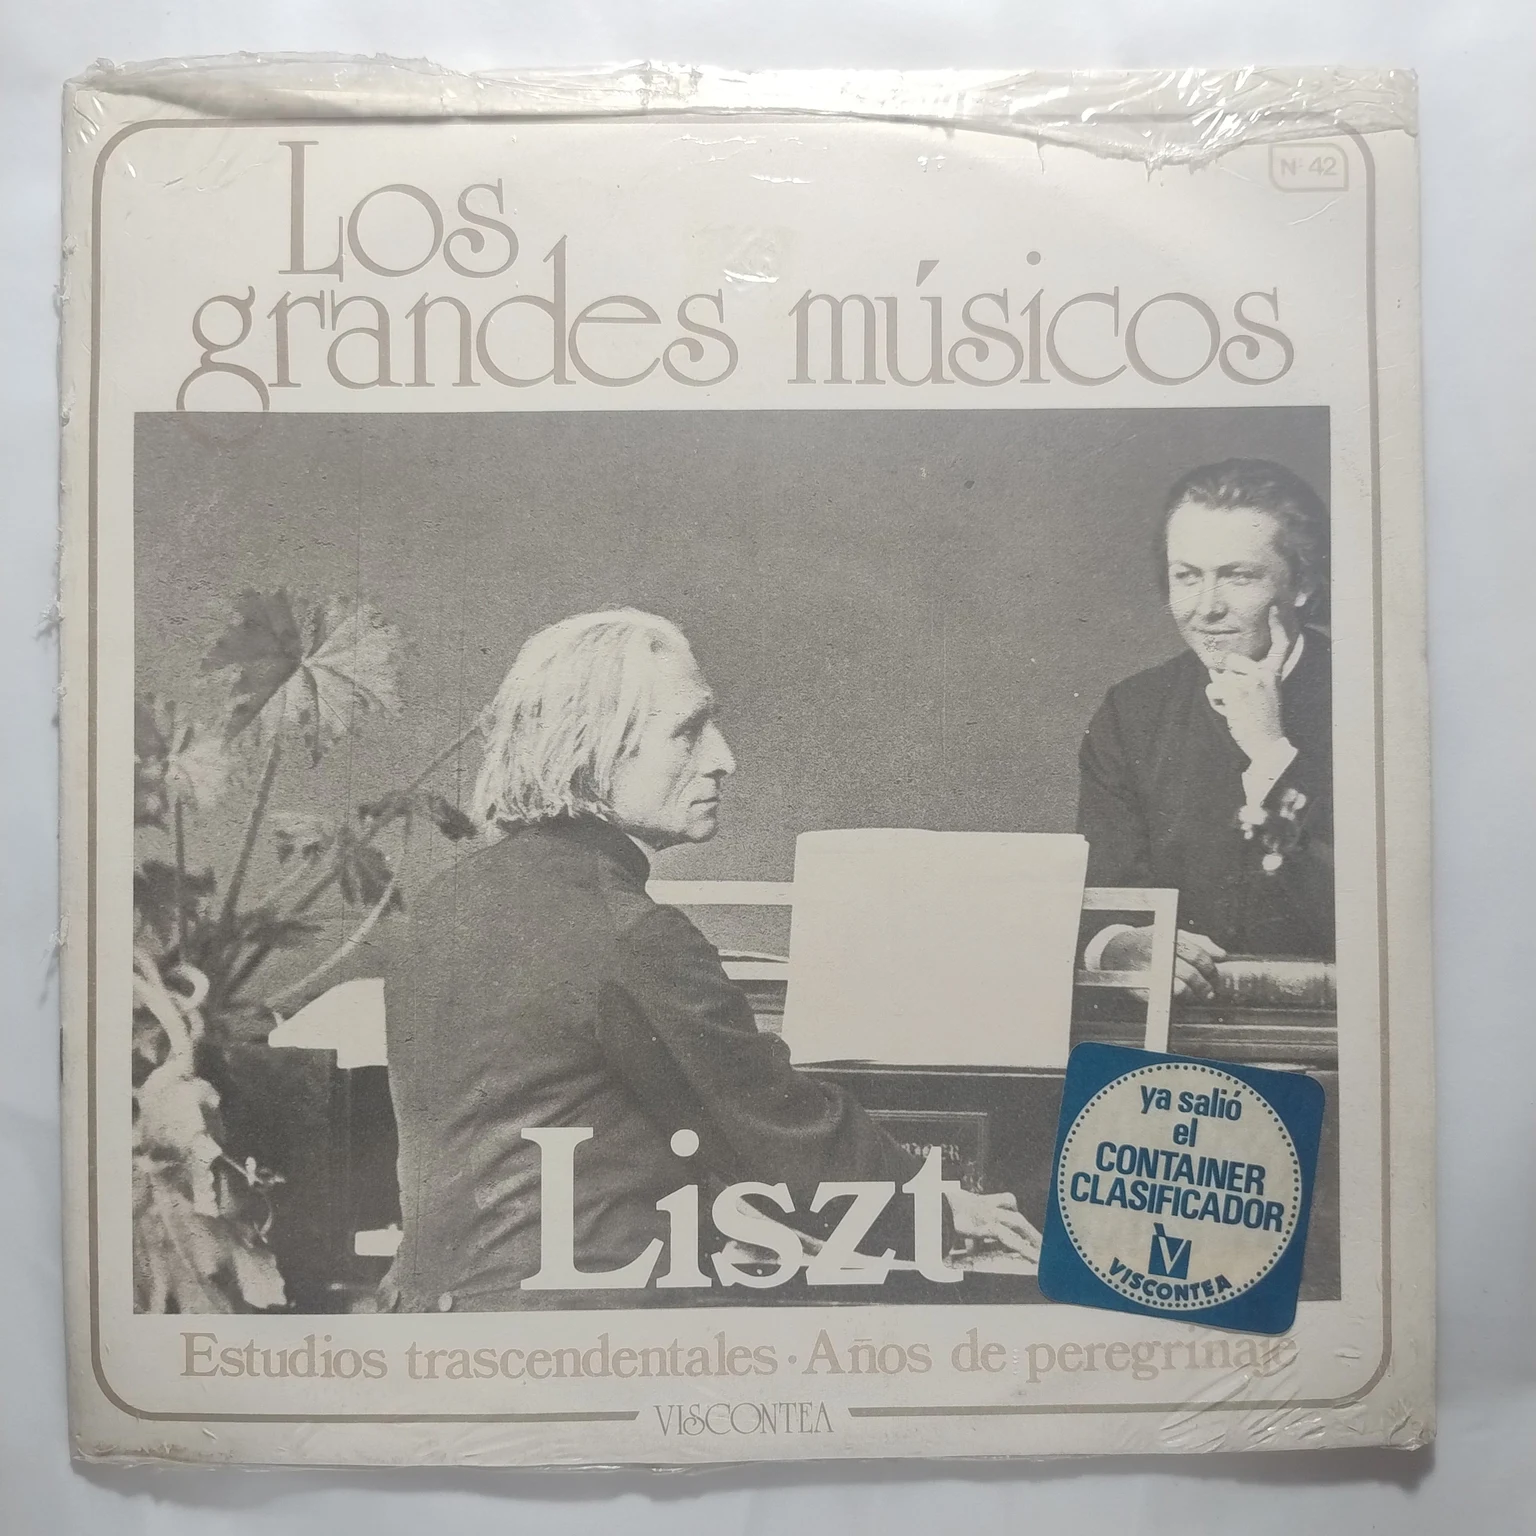 Los
Nº 42
grandes músicos
Liszt
ya salió
el
CONTAINER
CLASIFICADOR
V
VISCONTEA
Estudios trascendentales · Años de peregrinaje
VISCONTEA